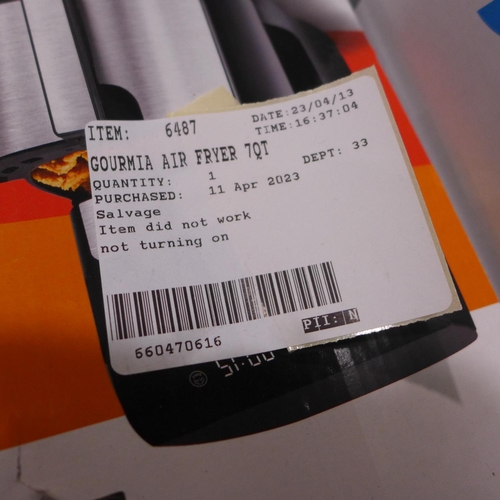 ITEM: 6487 DATE:23/04/13
TIME:16:37:04
GOURMIA AIR FRYER 7QT
QUANTITY: 1 DEPT: 33
PURCHASED: 11 Apr 2023
Salvage
Item did not work
not turning on
660470616 PII: N